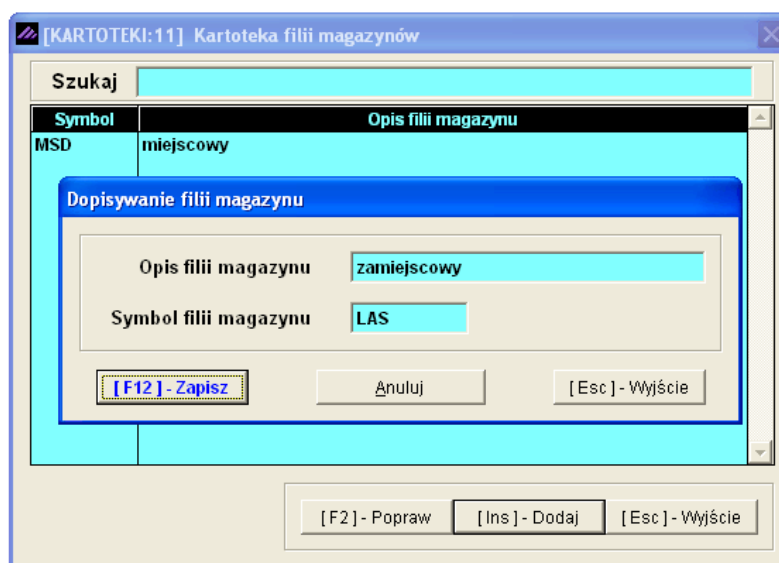 [KARTOTEKI:11] Kartoteka filii magazynów
Szukaj
Symbol Opis filii magazynu
MSD miejscowy
Dopisywanie filii magazynu
Opis filii magazynu zamiejscowy
Symbol filii magazynu LAS
[ F12 ] - Zapisz Anuluj [ Esc ] - Wyjście
[ F2 ] - Popraw [ Ins ] - Dodaj [ Esc ] - Wyjście